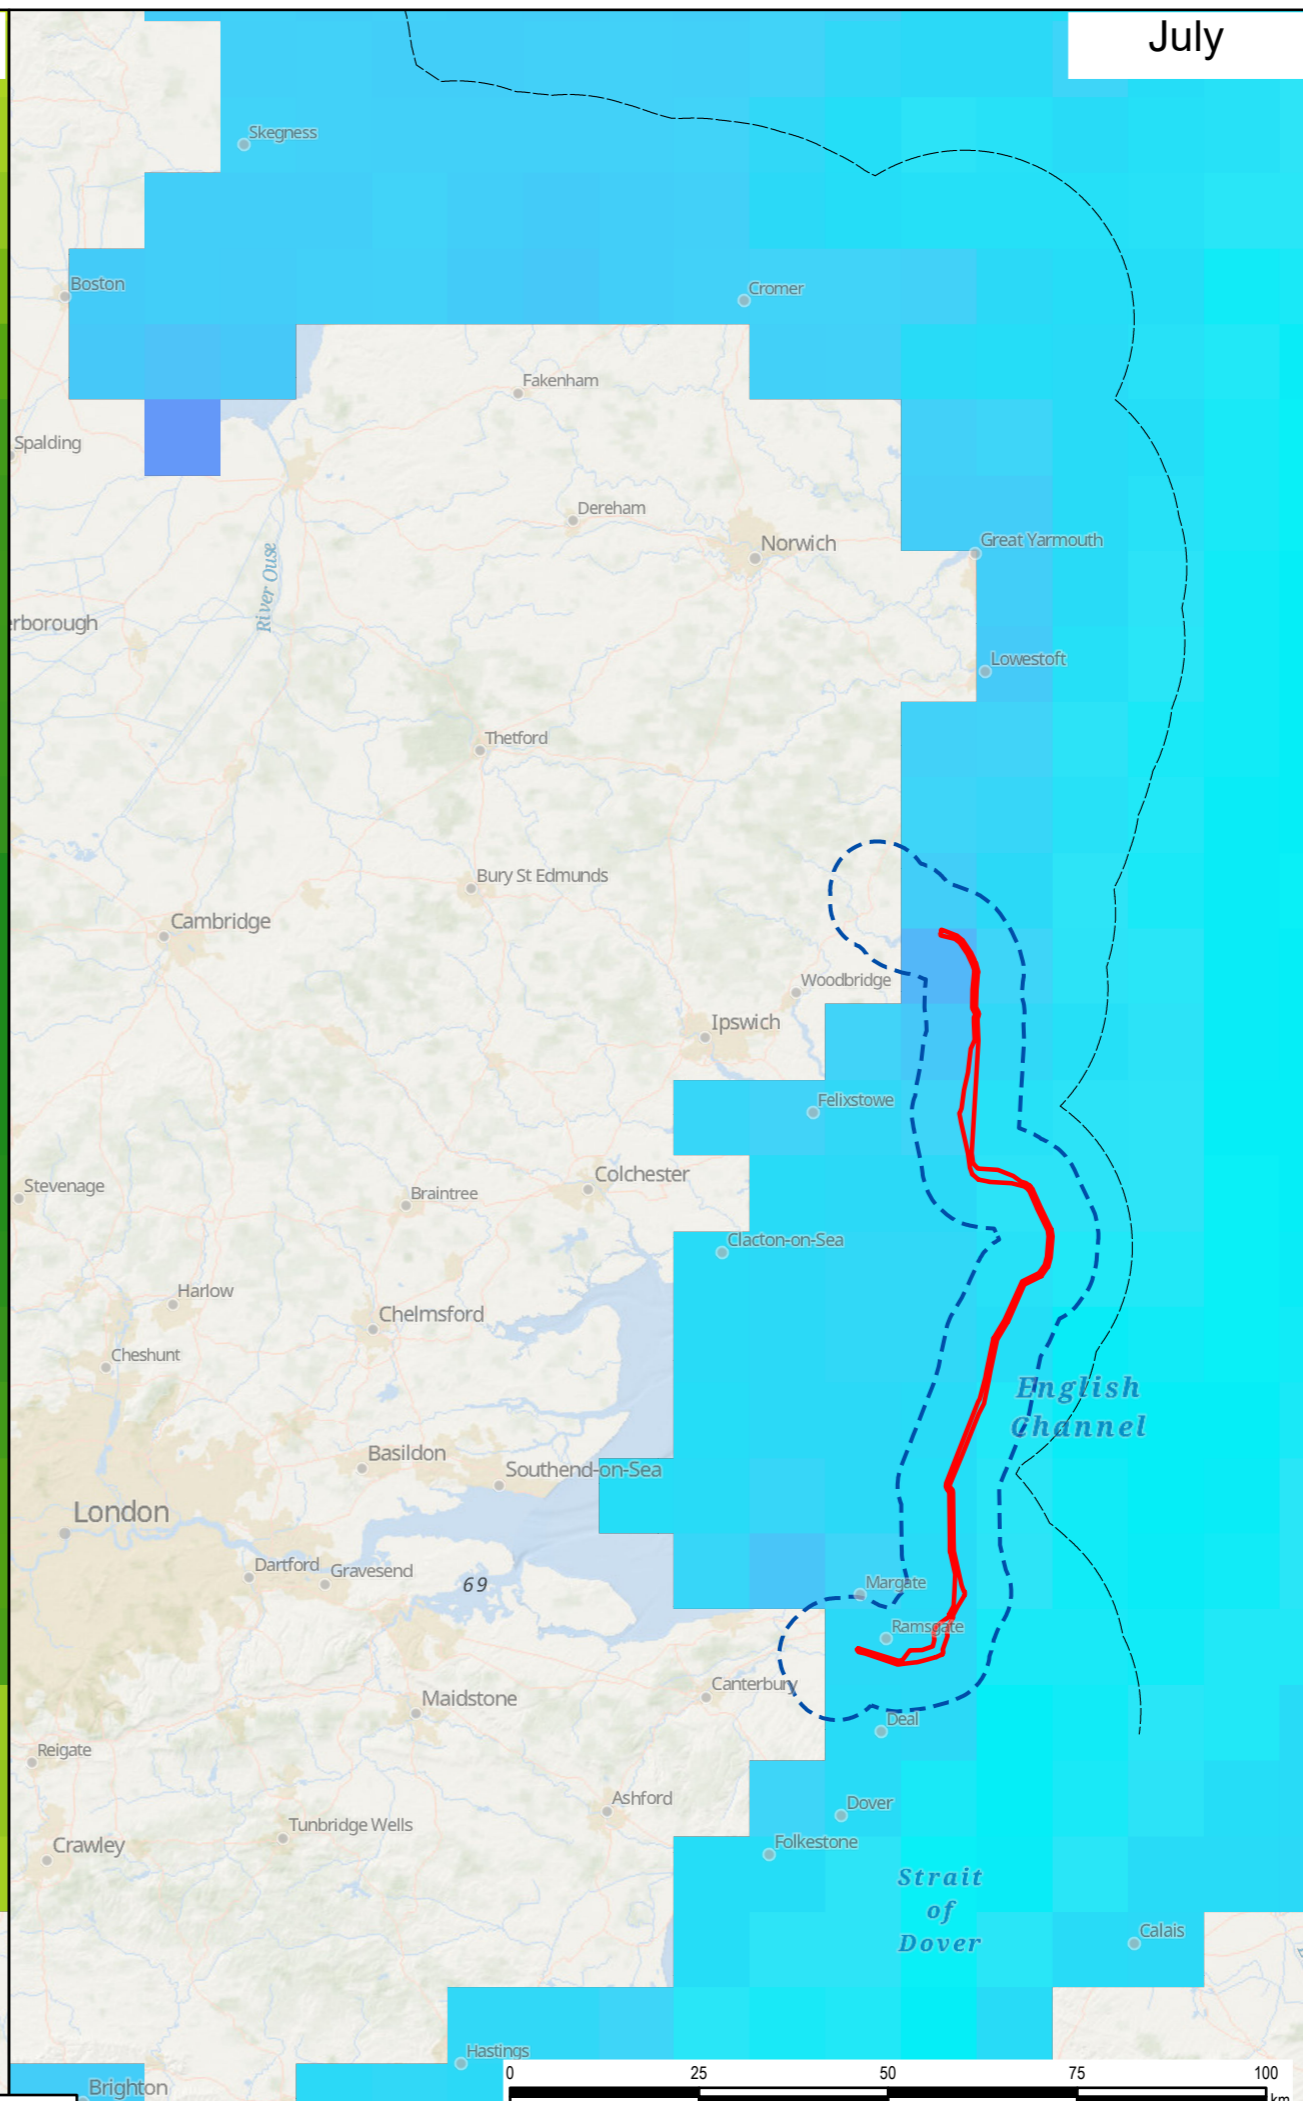 July
Skegness
Boston
Cromer
Fakenham
Spalding
Dereham
Norwich
Great Yarmouth
River Ouse
rborough
Lowestoft
Thetford
Bury St Edmunds
Cambridge
Woodbridge
Ipswich
Felixstowe
Colchester
Stevenage
Braintree
Clacton-on-Sea
Harlow
Chelmsford
Cheshunt
English
Channel
Basildon
Southend-on-Sea
London
Dartford
Gravesend
69
Margate
Ramsgate
Canterbury
Maidstone
Deal
Reigate
Ashford
Dover
Tunbridge Wells
Crawley
Folkestone
Strait
of
Dover
Calais
Hastings
Brighton
0 25 50 75 100
km